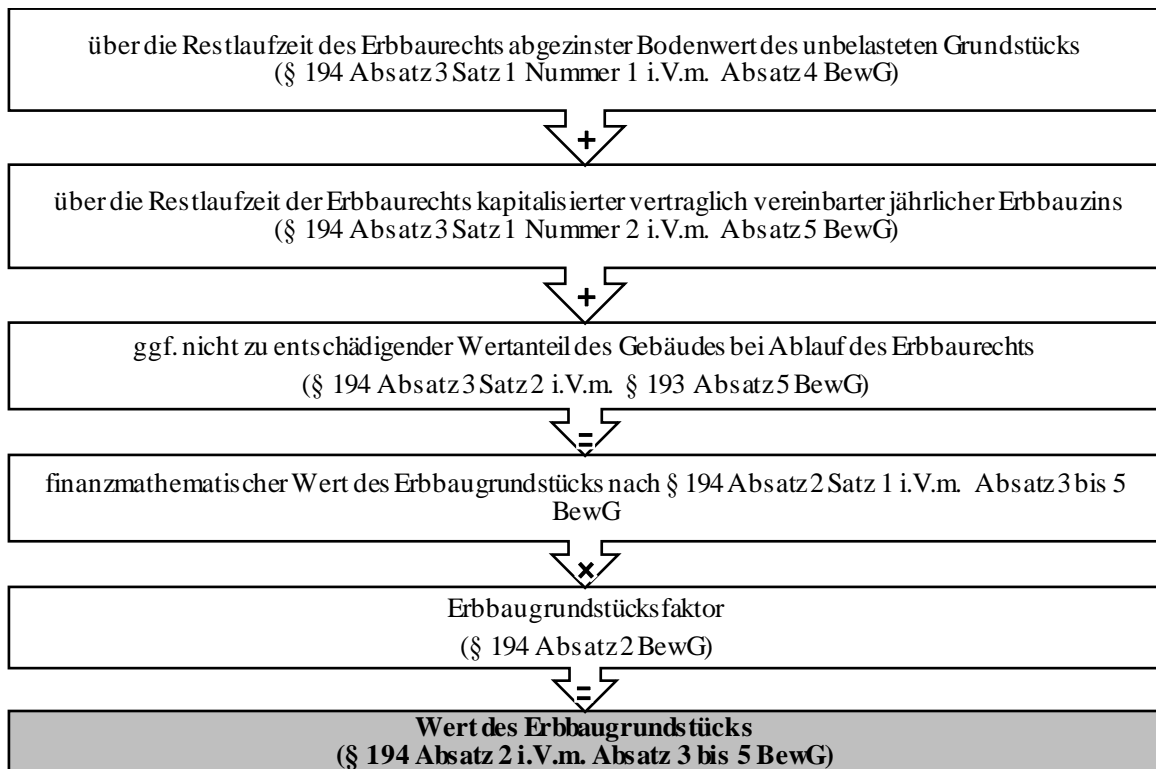 über die Restlaufzeit des Erbbaurechts abgezinster Bodenwert des unbelasteten Grundstücks
(§ 194 Absatz 3 Satz 1 Nummer 1 i.V.m. Absatz 4 BewG)
+
über die Restlaufzeit der Erbbaurechts kapitalisierter vertraglich vereinbarter jährlicher Erbbauzins
(§ 194 Absatz 3 Satz 1 Nummer 2 i.V.m. Absatz 5 BewG)
+
ggf. nicht zu entschädigender Wertanteil des Gebäudes bei Ablauf des Erbbaurechts
(§ 194 Absatz 3 Satz 2 i.V.m. § 193 Absatz 5 BewG)
=
finanzmathematischer Wert des Erbbaugrundstücks nach § 194 Absatz 2 Satz 1 i.V.m. Absatz 3 bis 5
BewG
×
Erbbaugrundstücksfaktor
(§ 194 Absatz 2 BewG)
=
Wert des Erbbaugrundstücks
(§ 194 Absatz 2 i.V.m. Absatz 3 bis 5 BewG)